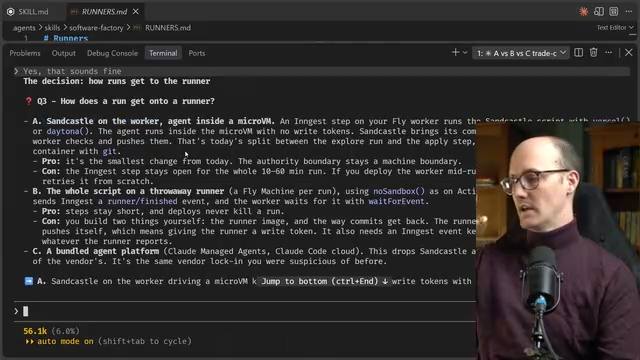 SKILL.md
RUNNERS.md
.agents > skills > software-factory > RUNNERS.md
Text Editor
1 # Runners
Problems Output Debug Console Terminal Ports
1: ✳ A vs B vs C trade-c
> Yes, that sounds fine
The decision: how runs get to the runner
? Q3 - How does a run get onto a runner?
- A. Sandcastle on the worker, agent inside a microVM. An Inngest step on your Fly worker runs the Sandcastle script with vercel()
or daytona(). The agent runs inside the microVM with no write tokens. Sandcastle brings its com
worker checks and pushes them. That's today's split between the explore run and the apply step,
container with git.
- Pro: it's the smallest change from today. The authority boundary stays a machine boundary.
- Con: the Inngest step stays open for the whole 10-60 min run. If you deploy the worker mid-ru
retries it from scratch.
- B. The whole script on a throwaway runner (a Fly Machine per run), using noSandbox() as on Acti
sends Inngest a runner/finished event, and the worker waits for it with waitForEvent.
- Pro: steps stay short, and deploys never kill a run.
- Con: you build two things yourself: the runner image, and the way commits get back. The runne
pushes itself, which means giving the runner a write token. It also needs an Inngest event ke
whatever the runner reports.
- C. A bundled agent platform (Claude Managed Agents, Claude Code cloud). This drops Sandcastle a
of the vendor's. It's the same vendor lock-in you were suspicious of before.
➡ A. Sandcastle on the worker driving a microVM k Jump to bottom (ctrl+End) ↓ write tokens with
>
56.1k (6.0%)
⏵⏵ auto mode on (shift+tab to cycle)